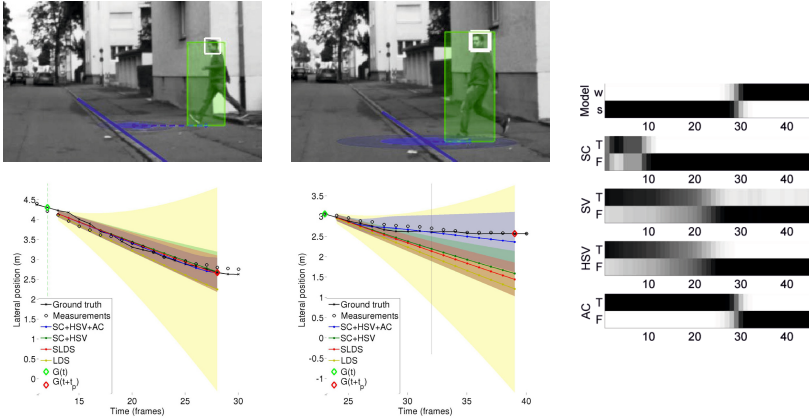 4.5
4
3.5
3
2.5
2
1.5
1
0.5
0
Lateral position (m)
Ground truth
Measurements
SC+HSV+AC
SC+HSV
SLDS
LDS
G(t)
G(t+tp)
15 20 25 30
Time (frames)
3.5
3
2.5
2
1.5
1
0.5
0
-0.5
-1
Lateral position (m)
Ground truth
Measurements
SC+HSV+AC
SC+HSV
SLDS
LDS
G(t)
G(t+tp)
25 30 35 40
Time (frames)
Model
w
s
10 20 30 40
SC
T
F
10 20 30 40
SV
T
F
10 20 30 40
HSV
T
F
10 20 30 40
AC
T
F
10 20 30 40